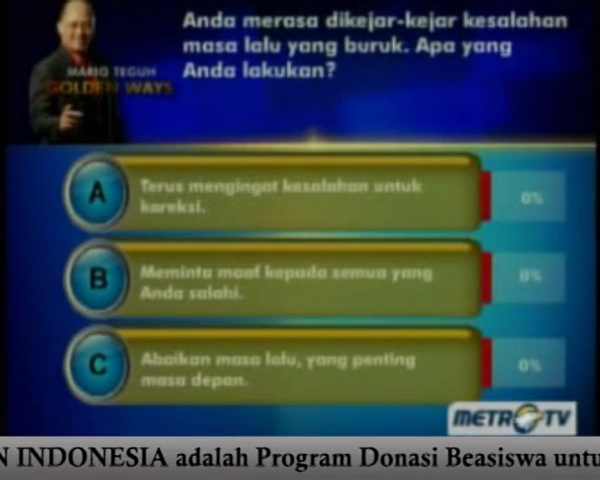 Anda merasa dikejar-kejar kesalahan
masa lalu yang buruk. Apa yang
Anda lakukan?
MARIO TEGUH
GOLDEN WAYS
A
Terus mengingat kesalahan untuk
koreksi.
0%
B
Meminta maaf kepada semua yang
Anda salahi.
0%
C
Abaikan masa lalu, yang penting
masa depan.
0%
METRO TV
N INDONESIA adalah Program Donasi Beasiswa untu